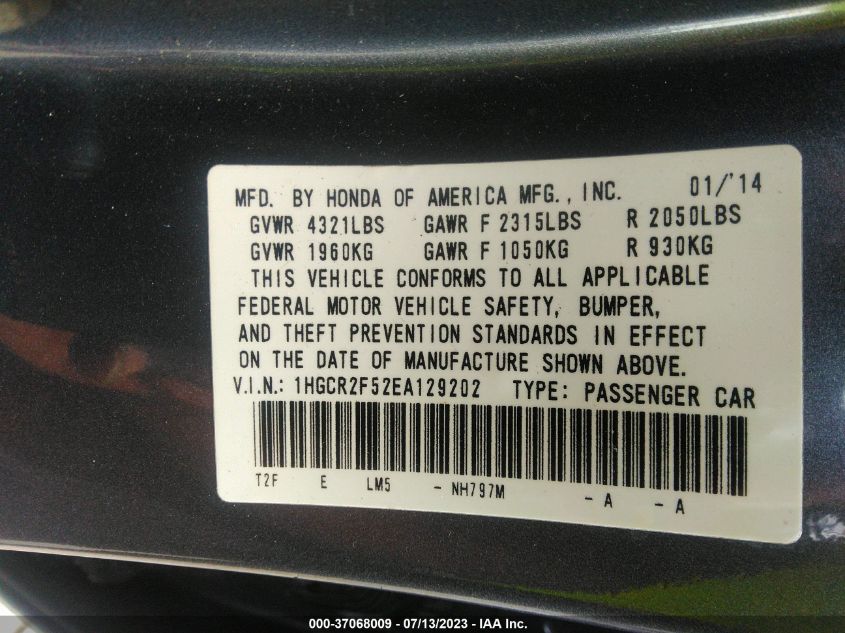 MFD. BY HONDA OF AMERICA MFG., INC. 01/'14
GVWR 4321LBS GAWR F 2315LBS R 2050LBS
GVWR 1960KG GAWR F 1050KG R 930KG
THIS VEHICLE CONFORMS TO ALL APPLICABLE
FEDERAL MOTOR VEHICLE SAFETY, BUMPER,
AND THEFT PREVENTION STANDARDS IN EFFECT
ON THE DATE OF MANUFACTURE SHOWN ABOVE.
V.I.N.: 1HGCR2F52EA129202 TYPE: PASSENGER CAR
T2F E LM5 - NH797M - A - A
000-37068009 - 07/13/2023 - IAA Inc.